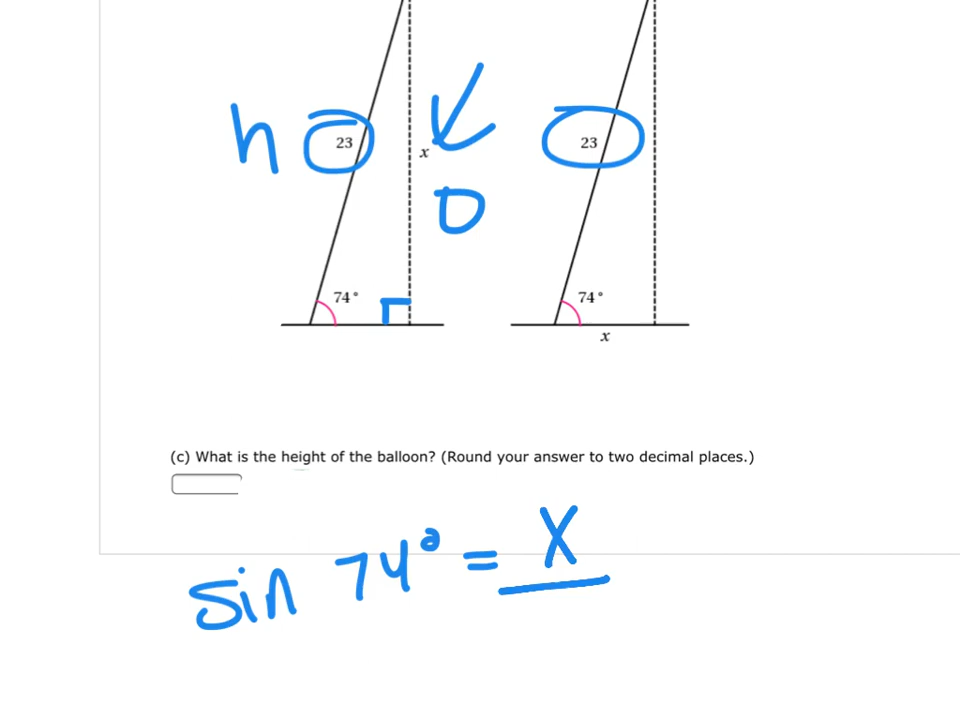 h 23 x 23
O
74° 74°
x
(c) What is the height of the balloon? (Round your answer to two decimal places.)
sin 74° = x